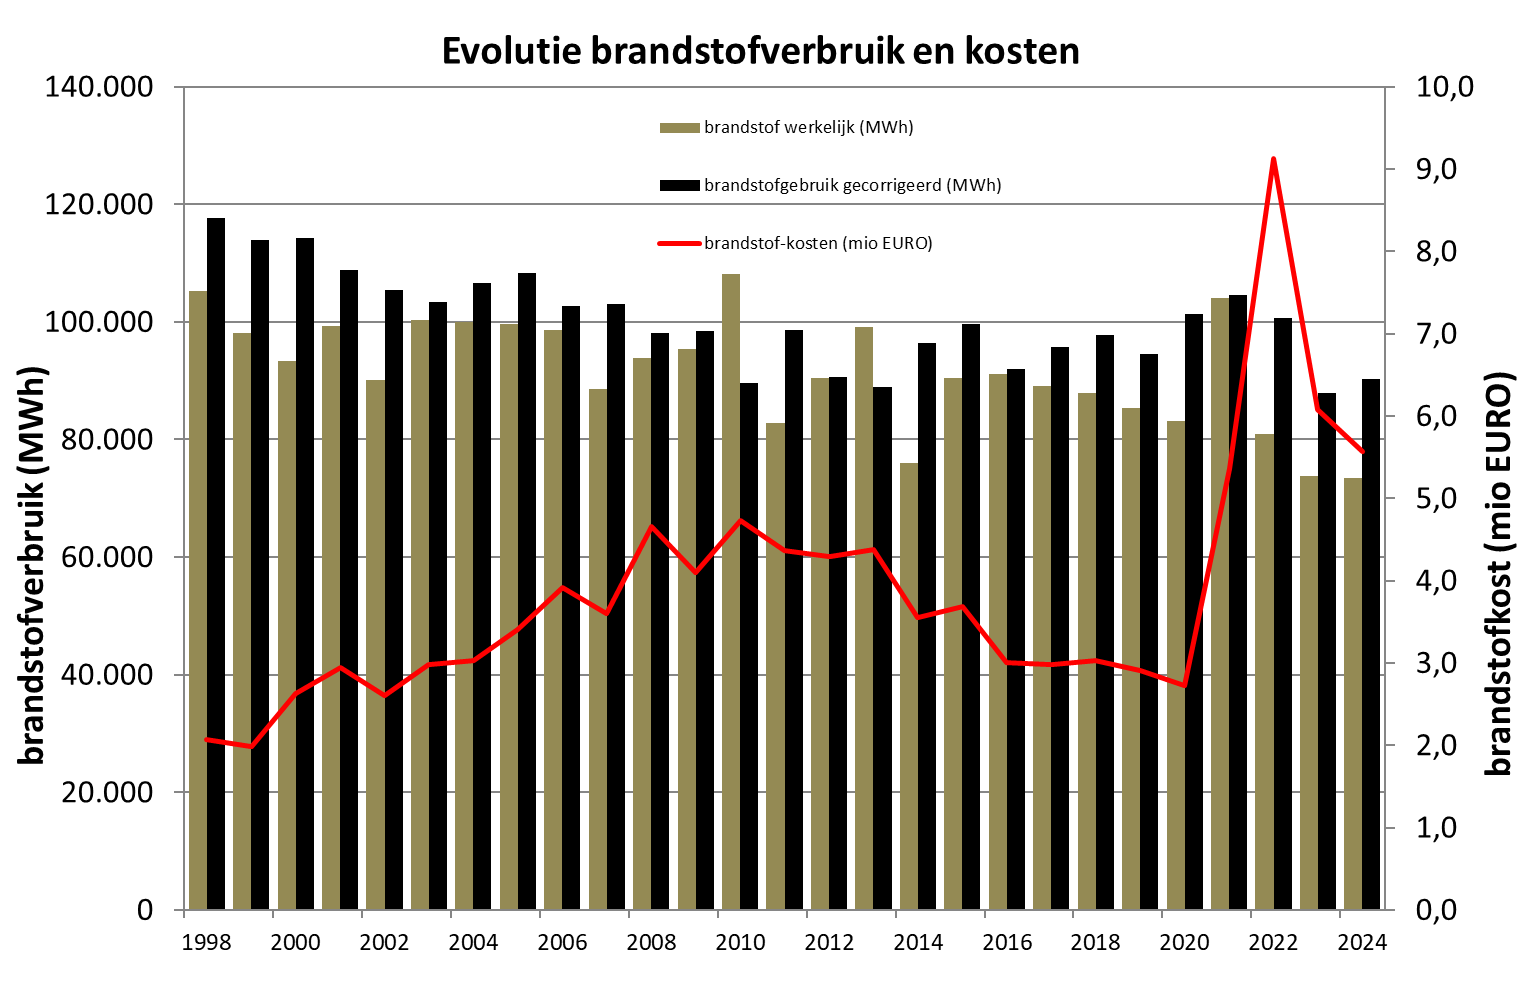 Evolutie brandstofverbruik en kosten
140.000
120.000
100.000
80.000
60.000
40.000
20.000
0
brandstofverbruik (MWh)
brandstof werkelijk (MWh)
brandstofgebruik gecorrigeerd (MWh)
brandstof-kosten (mio EURO)
10,0
9,0
8,0
7,0
6,0
5,0
4,0
3,0
2,0
1,0
0,0
brandstofkost (mio EURO)
1998 2000 2002 2004 2006 2008 2010 2012 2014 2016 2018 2020 2022 2024